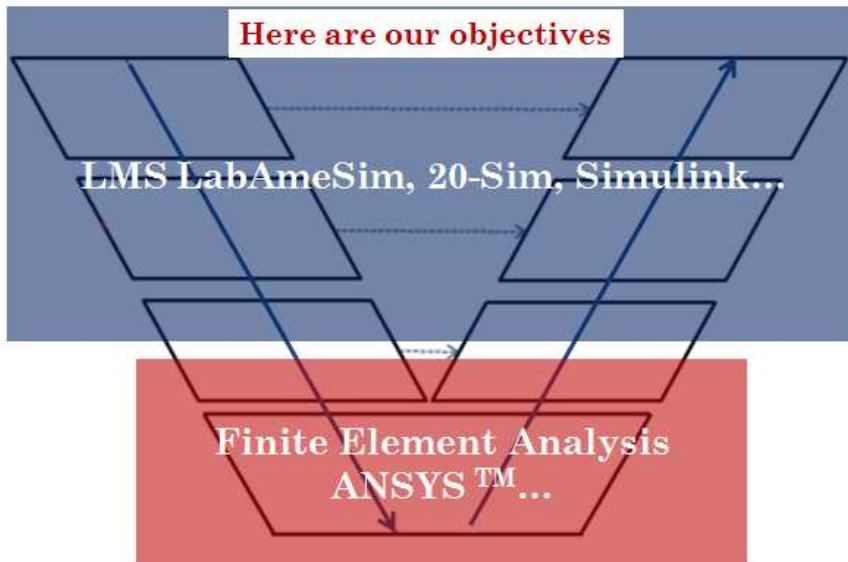 Here are our objectives
LMS LabAmeSim, 20-Sim, Simulink...
Finite Element Analysis
ANSYS TM...